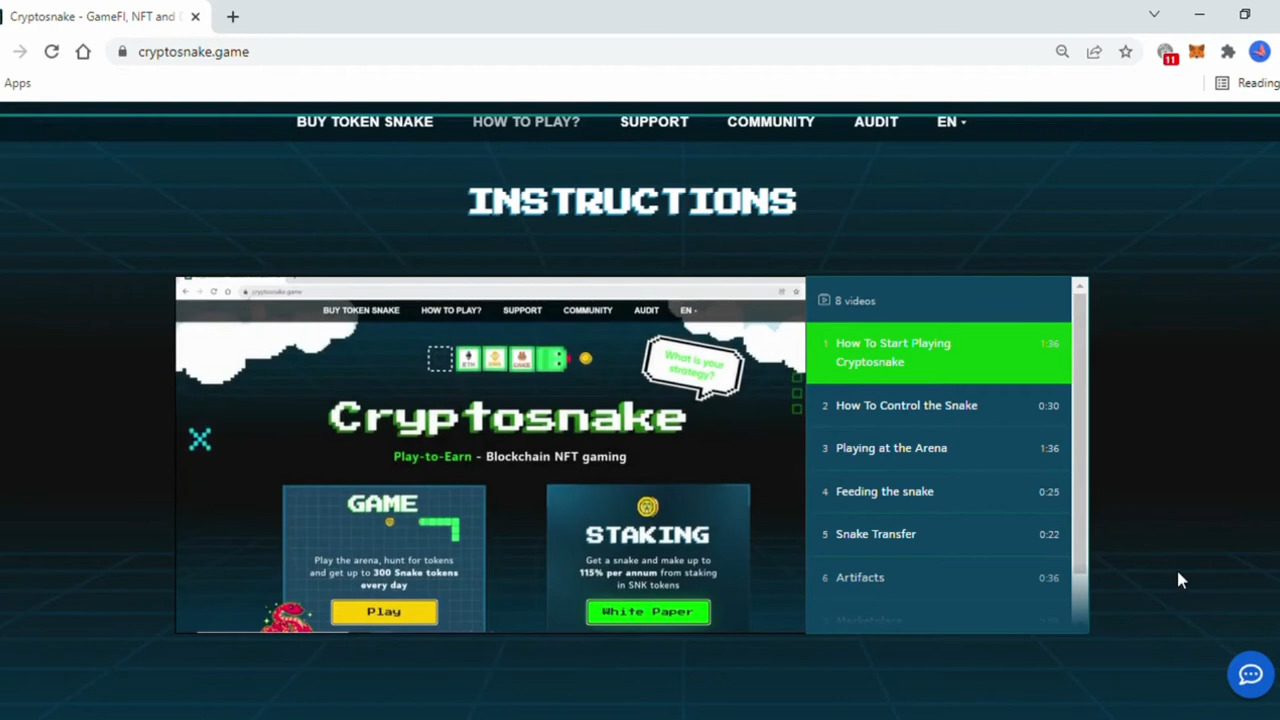 Cryptosnake - GameFI, NFT and
cryptosnake.game
11
Apps
Reading
BUY TOKEN SNAKE HOW TO PLAY? SUPPORT COMMUNITY AUDIT EN
INSTRUCTIONS
cryptosnake.game
BUY TOKEN SNAKE HOW TO PLAY? SUPPORT COMMUNITY AUDIT EN
ETH CAKE
What is your
strategy?
Cryptosnake
Play-to-Earn - Blockchain NFT gaming
GAME
Play the arena, hunt for tokens
and get up to 300 Snake tokens
every day
Play
STAKING
Get a snake and make up to
115% per annum from staking
in SNK tokens
White Paper
8 videos
1 How To Start Playing 1:36
Cryptosnake
2 How To Control the Snake 0:30
3 Playing at the Arena 1:36
4 Feeding the snake 0:25
5 Snake Transfer 0:22
6 Artifacts 0:36
Marketplace